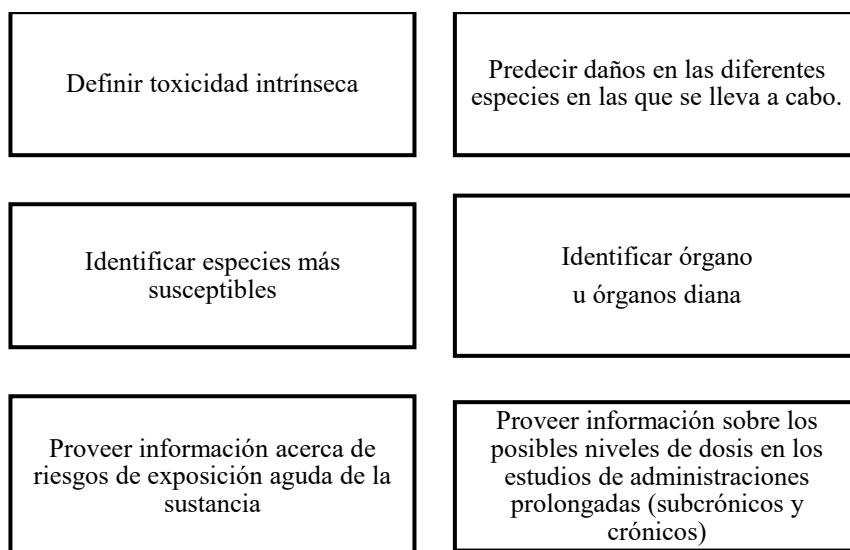 Definir toxicidad intrínseca
Predecir daños en las diferentes
especies en las que se lleva a cabo.
Identificar especies más
susceptibles
Identificar órgano
u órganos diana
Proveer información acerca de
riesgos de exposición aguda de la
sustancia
Proveer información sobre los
posibles niveles de dosis en los
estudios de administraciones
prolongadas (subcrónicos y
crónicos)